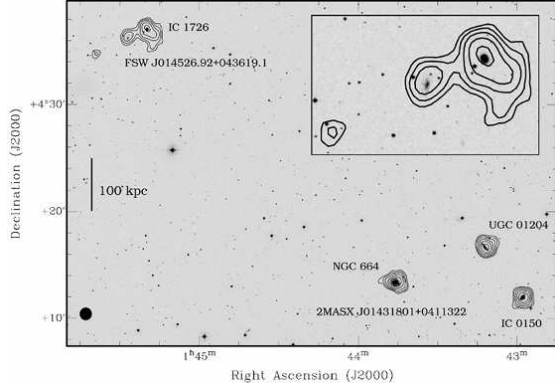 IC 1726
FSW J014526.92+043619.1
+4°30′
100 kpc
+20′
UGC 01204
NGC 664
2MASX J01431801+0411322
IC 0150
+10′
1ʰ45ᵐ
44ᵐ
43ᵐ
Right Ascension (J2000)
Declination (J2000)